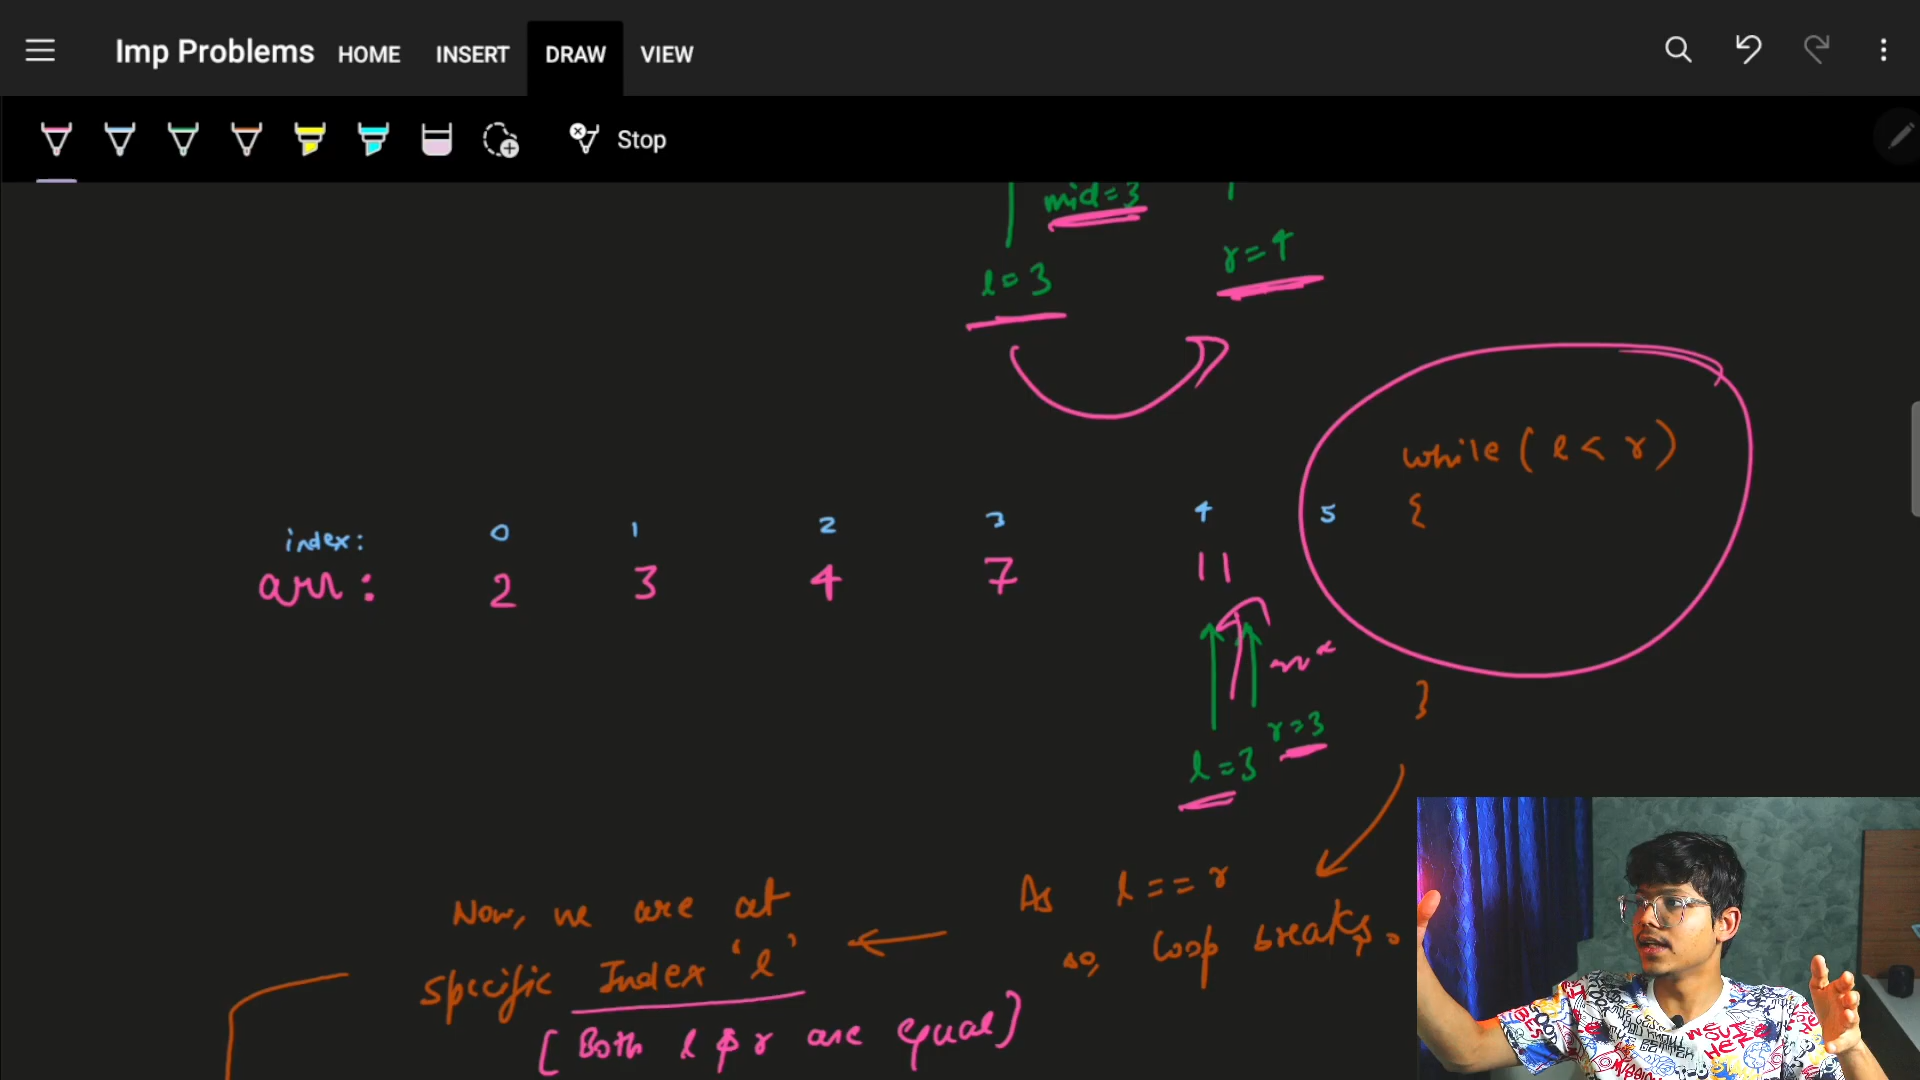 Imp Problems HOME INSERT DRAW VIEW
Stop
mid=3
l=3
r=4
while(l<r)
{
index: 0 1 2 3 4 5
arr: 2 3 4 7 11
r=3
l=3
}
As l==r
so, loop breaks.
Now, we are at
specific Index 'l'
[Both l & r are equal]